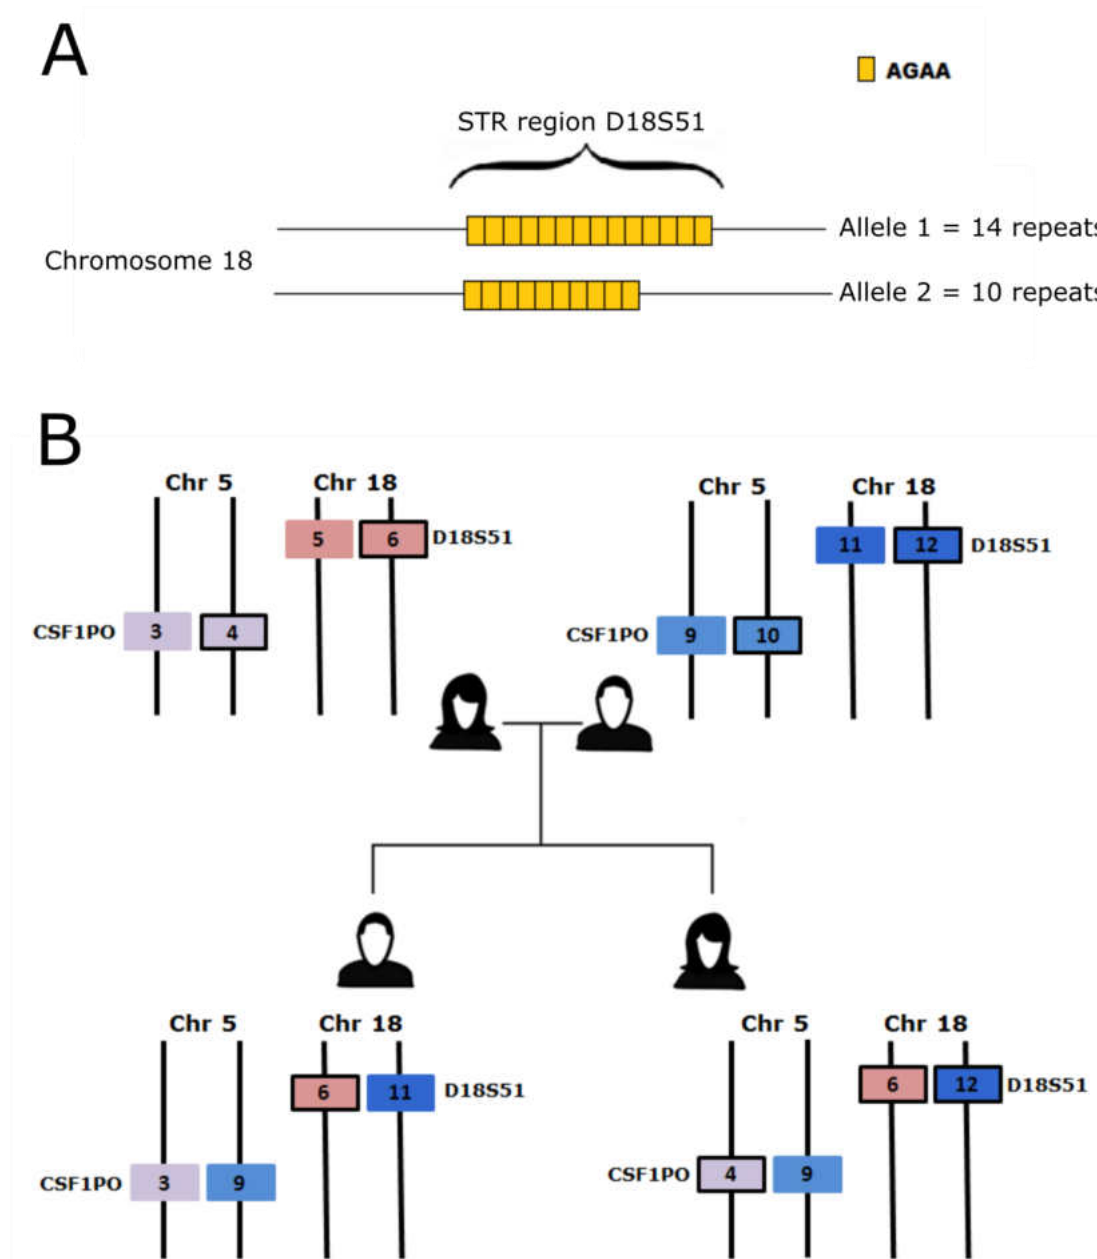 A
AGAA
STR region D18S51
Allele 1 = 14 repeats
Chromosome 18
Allele 2 = 10 repeats
B
Chr 5 Chr 18
Chr 5 Chr 18
5 6 D18S51
11 12 D18S51
CSF1PO 3 4
CSF1PO 9 10
Chr 5 Chr 18
Chr 5 Chr 18
6 11 D18S51
6 12 D18S51
CSF1PO 3 9
CSF1PO 4 9